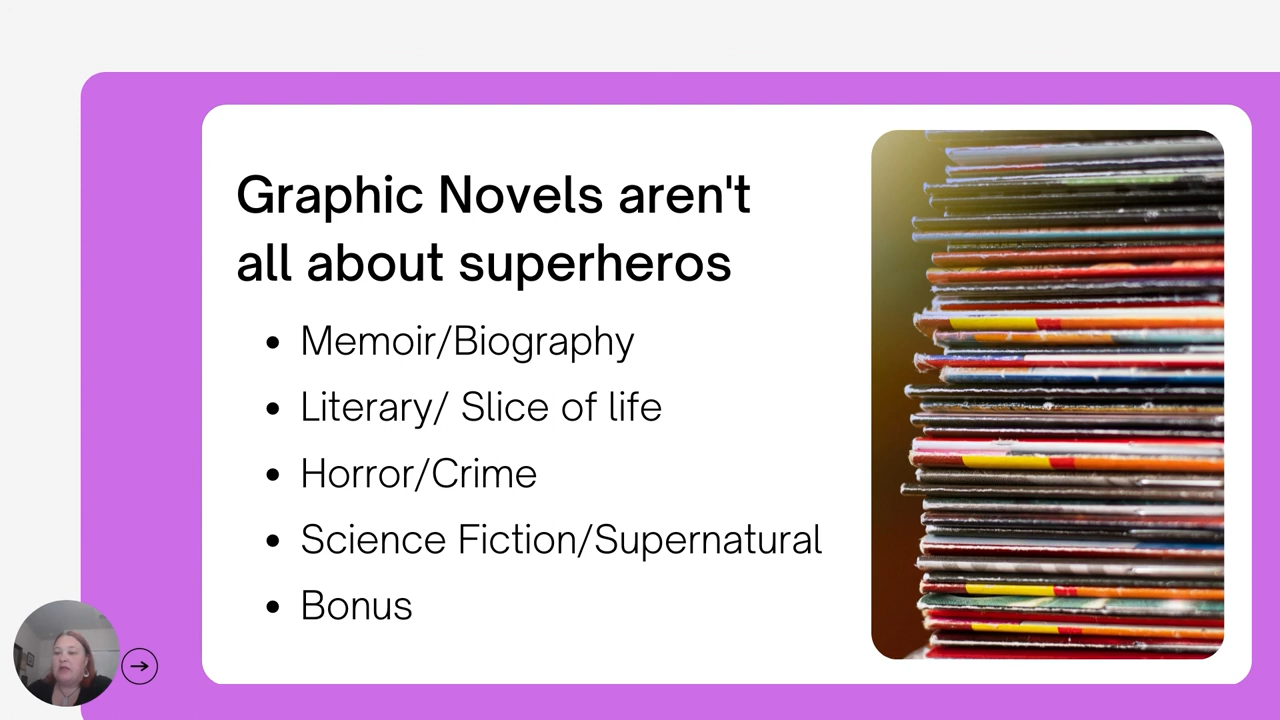 Graphic Novels aren't
all about superheros
• Memoir/Biography
• Literary/ Slice of life
• Horror/Crime
• Science Fiction/Supernatural
• Bonus